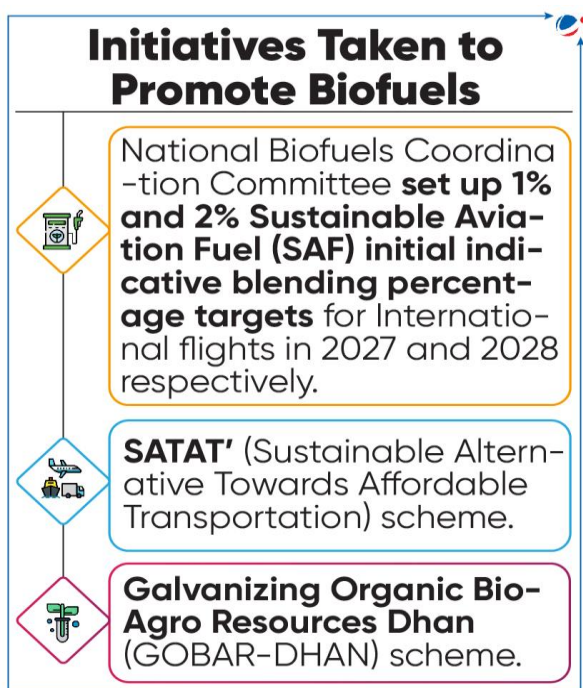 Initiatives Taken to
Promote Biofuels
National Biofuels Coordina
-tion Committee set up 1%
and 2% Sustainable Avia-
tion Fuel (SAF) initial indi-
cative blending percent-
age targets for Internatio-
nal flights in 2027 and 2028
respectively.
SATAT’ (Sustainable Altern-
ative Towards Affordable
Transportation) scheme.
Galvanizing Organic Bio-
Agro Resources Dhan
(GOBAR-DHAN) scheme.